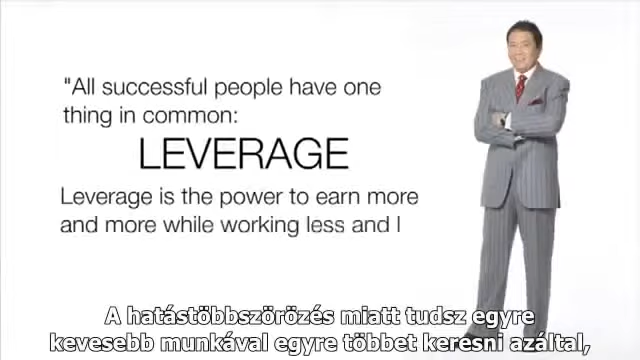 "All successful people have one
thing in common:
LEVERAGE
Leverage is the power to earn more
and more while working less and l
A hatástöbbszörözés miatt tudsz egyre
kevesebb munkával egyre többet keresni azáltal,